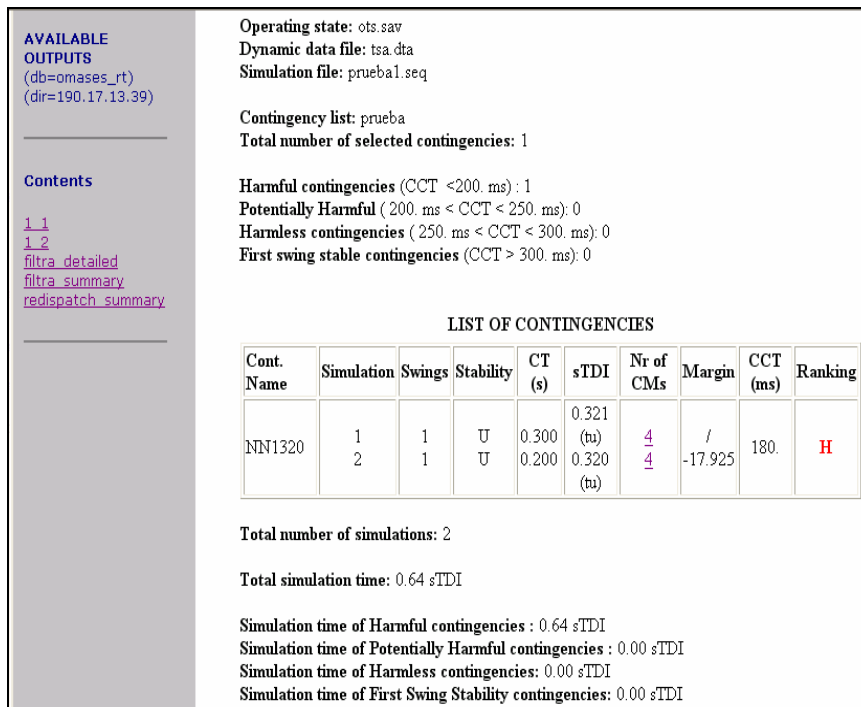 AVAILABLE
OUTPUTS
(db=omases_rt)
(dir=190.17.13.39)
Contents
1_1
1_2
filtra_detailed
filtra_summary
redispatch_summary
Operating state: ots.sav
Dynamic data file: tsa.dta
Simulation file: prueba1.seq
Contingency list: prueba
Total number of selected contingencies: 1
Harmful contingencies (CCT <200. ms) : 1
Potentially Harmful ( 200. ms < CCT < 250. ms): 0
Harmless contingencies ( 250. ms < CCT < 300. ms): 0
First swing stable contingencies (CCT > 300. ms): 0
LIST OF CONTINGENCIES
Cont. Name Simulation Swings Stability CT (s) sTDI Nr of CMs Margin CCT (ms) Ranking
NN1320 1 1 U 0.300 0.321 (tu) 4 / 180. H
2 1 U 0.200 0.320 (tu) 4 -17.925
Total number of simulations: 2
Total simulation time: 0.64 sTDI
Simulation time of Harmful contingencies : 0.64 sTDI
Simulation time of Potentially Harmful contingencies : 0.00 sTDI
Simulation time of Harmless contingencies: 0.00 sTDI
Simulation time of First Swing Stability contingencies: 0.00 sTDI